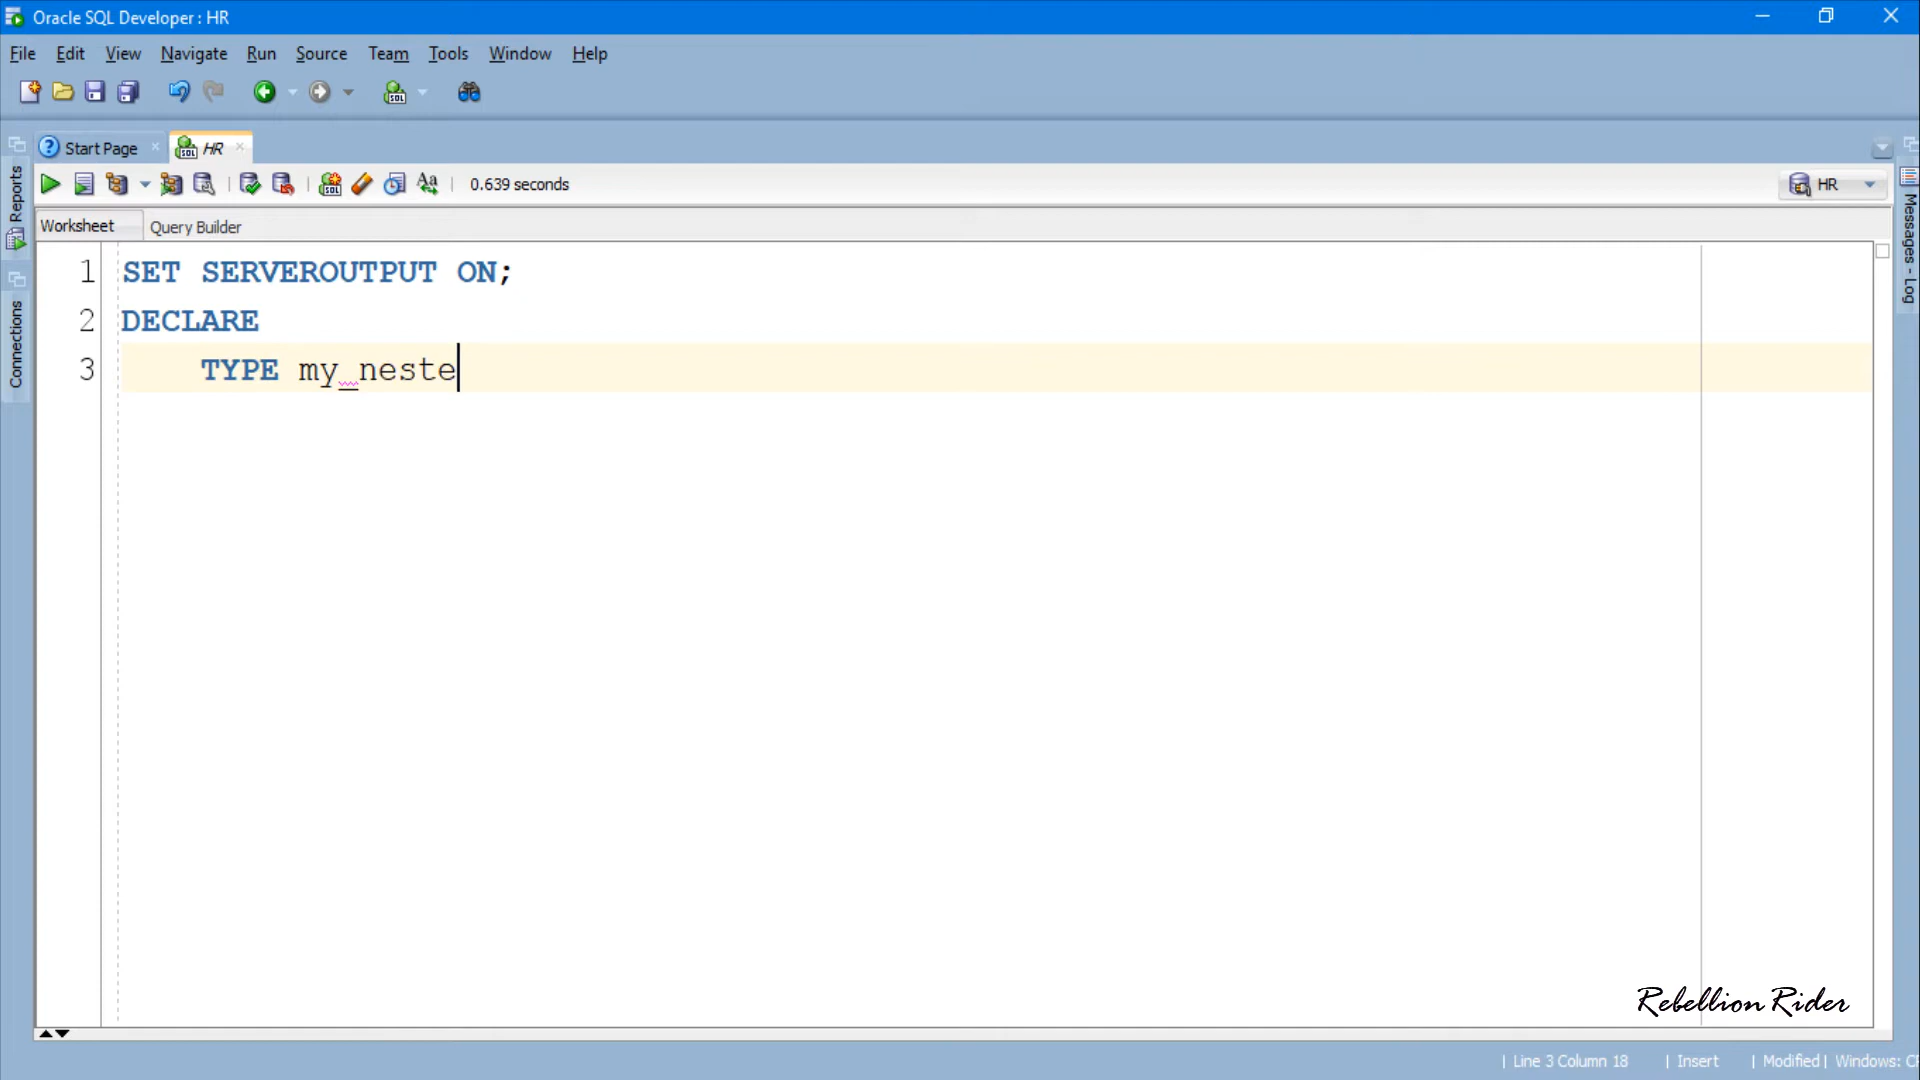 Oracle SQL Developer : HR
File Edit View Navigate Run Source Team Tools Window Help
Start Page HR
0.639 seconds
HR
Worksheet Query Builder
1 SET SERVEROUTPUT ON;
2 DECLARE
3 TYPE my_neste
Reports
Connections
Messages - Log
Rebellion Rider
| Line 3 Column 18 | Insert | Modified | Windows: C